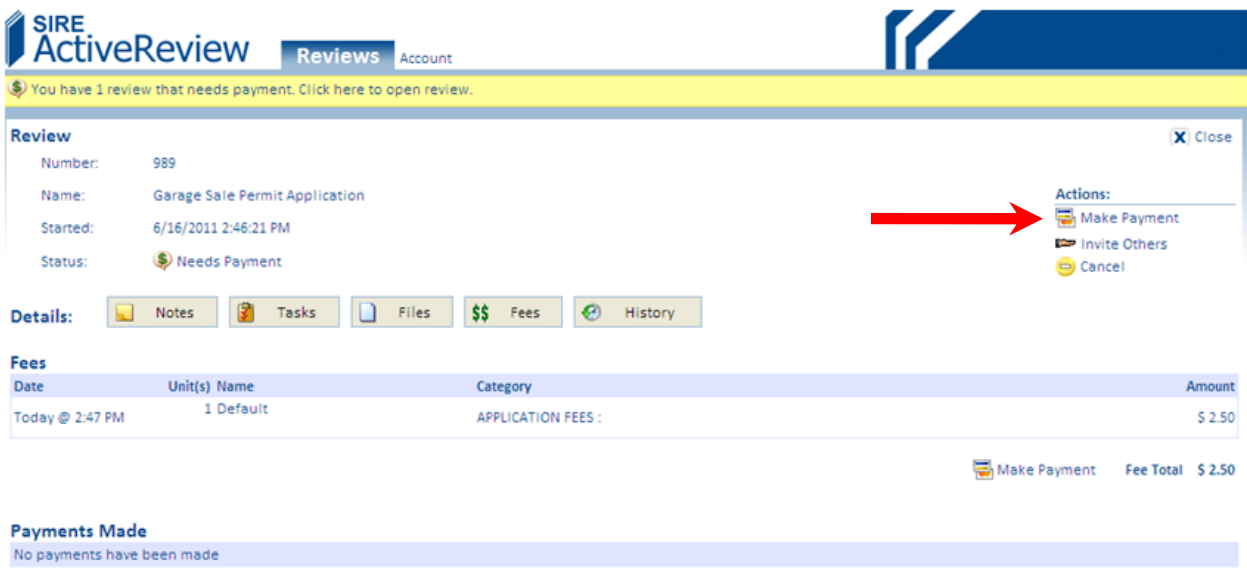 SIRE
ActiveReview
Reviews Account
You have 1 review that needs payment. Click here to open review.
Review
X Close
Number: 989
Name: Garage Sale Permit Application
Actions:
Started: 6/16/2011 2:46:21 PM
Make Payment
Invite Others
Status: $ Needs Payment
Cancel
Details: Notes Tasks Files $$ Fees History
Fees
Date Unit(s) Name Category Amount
Today @ 2:47 PM 1 Default APPLICATION FEES : $ 2.50
Make Payment Fee Total $ 2.50
Payments Made
No payments have been made